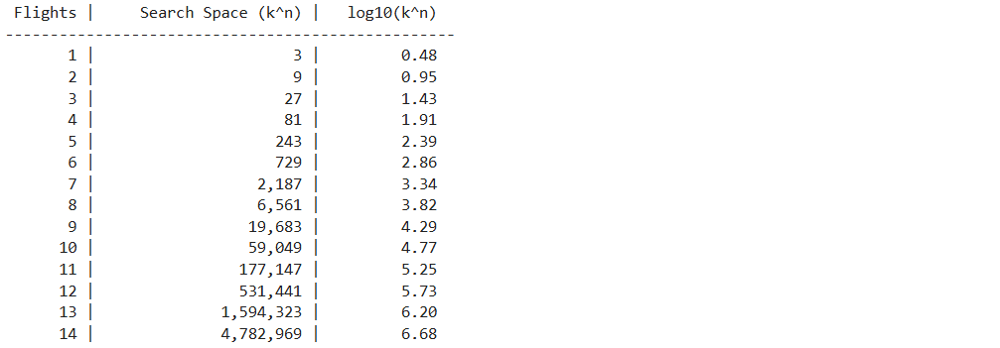 Flights |     Search Space (k^n) |   log10(k^n)
--------------------------------------------------
      1 |                      3 |         0.48
      2 |                      9 |         0.95
      3 |                     27 |         1.43
      4 |                     81 |         1.91
      5 |                    243 |         2.39
      6 |                    729 |         2.86
      7 |                  2,187 |         3.34
      8 |                  6,561 |         3.82
      9 |                 19,683 |         4.29
     10 |                 59,049 |         4.77
     11 |                177,147 |         5.25
     12 |                531,441 |         5.73
     13 |              1,594,323 |         6.20
     14 |              4,782,969 |         6.68